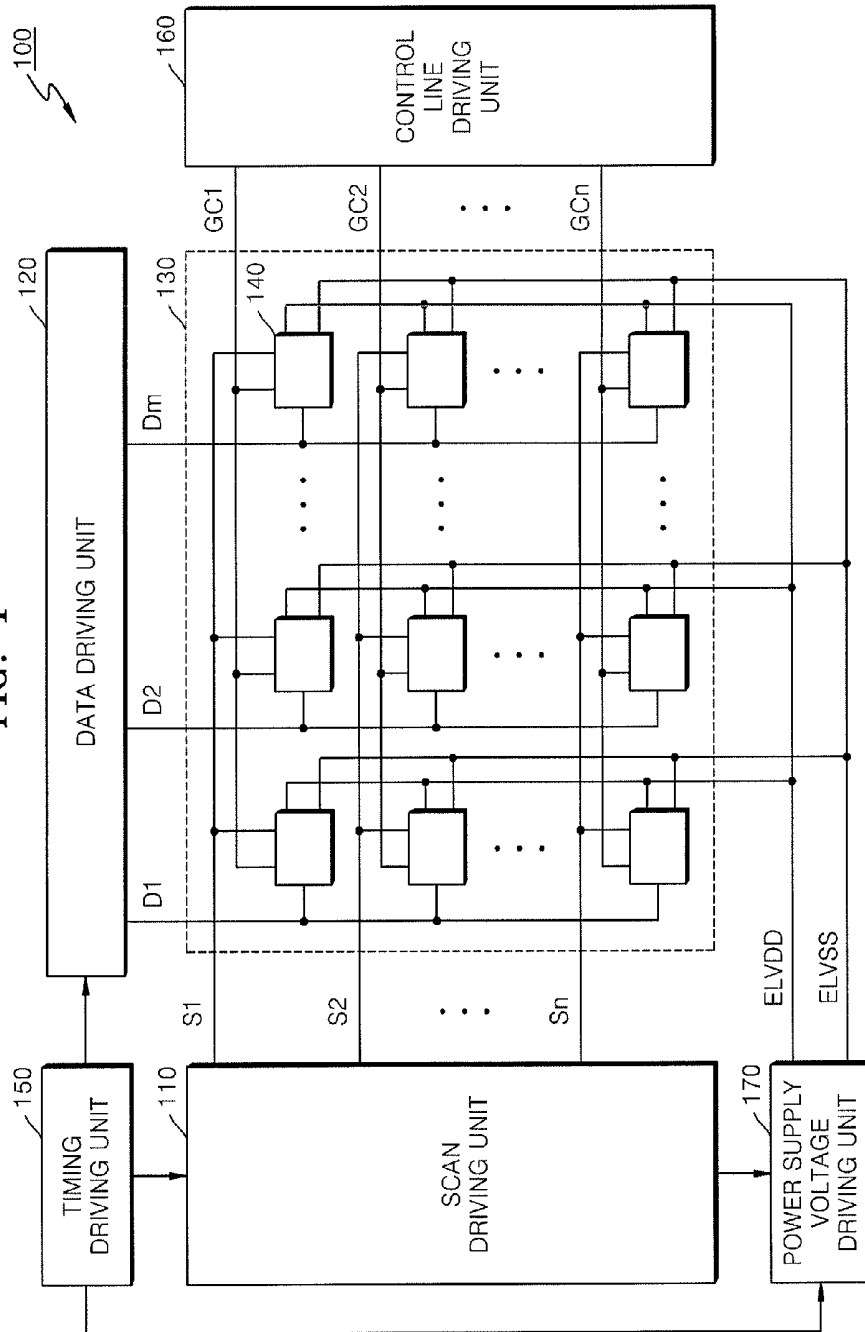 FIG. 1
100
150
TIMING
DRIVING UNIT
120
DATA DRIVING UNIT
D1
D2
Dm
110
SCAN
DRIVING UNIT
S1
S2
Sn
130
140
GC1
GC2
GCn
160
CONTROL
LINE
DRIVING
UNIT
170
POWER SUPPLY
VOLTAGE
DRIVING UNIT
ELVDD
ELVSS